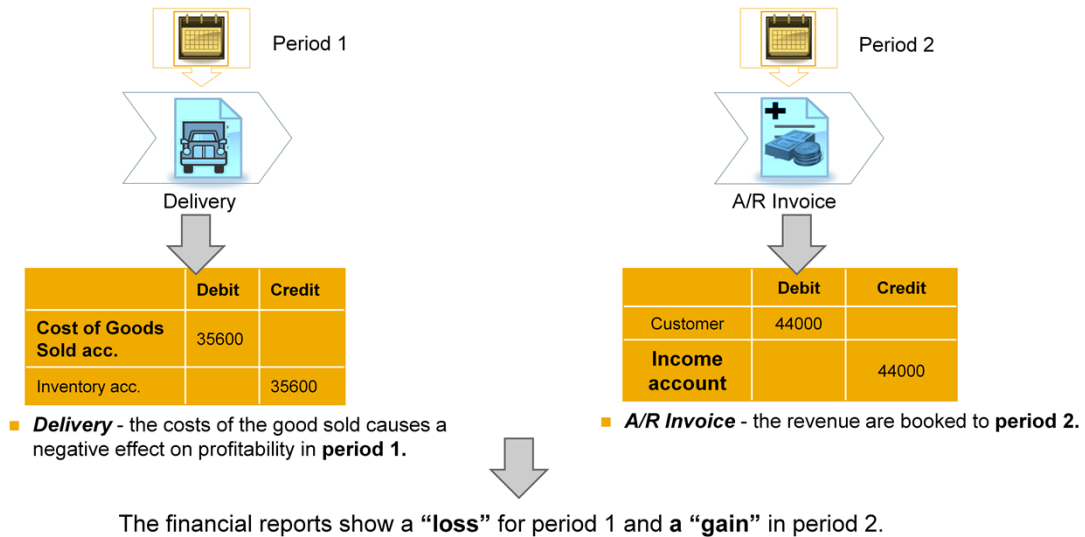 Period 1
Period 2
Delivery
A/R Invoice
Debit Credit
Cost of Goods
Sold acc.
35600
Inventory acc. 35600
Debit Credit
Customer 44000
Income
account
44000
Delivery - the costs of the good sold causes a
negative effect on profitability in period 1.
A/R Invoice - the revenue are booked to period 2.
The financial reports show a “loss” for period 1 and a “gain” in period 2.